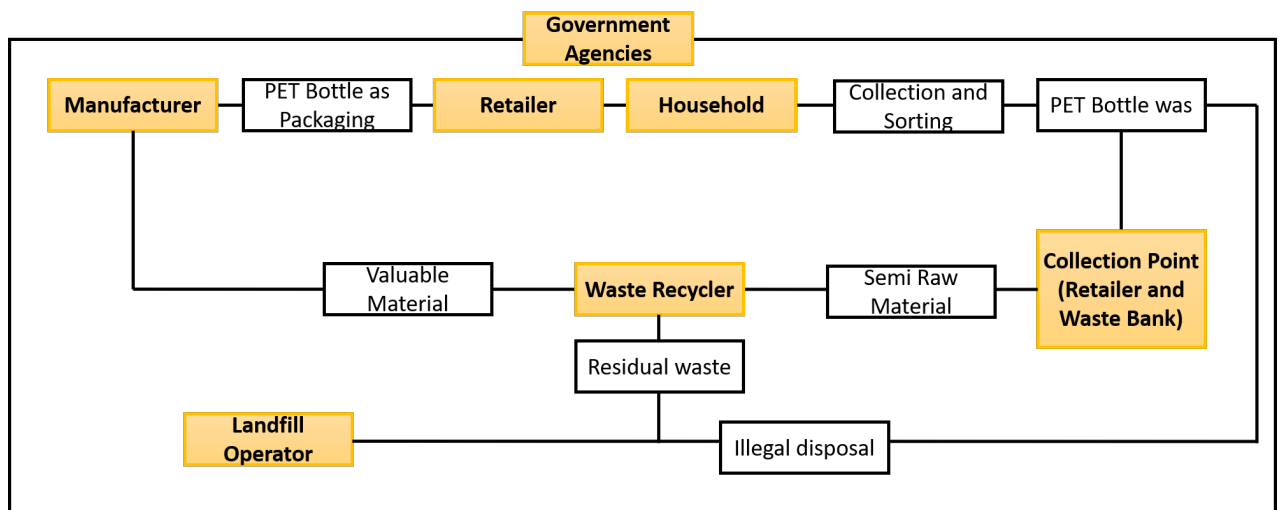 Government
Agencies
Manufacturer
PET Bottle as
Packaging
Retailer
Household
Collection and
Sorting
PET Bottle was
Valuable
Material
Waste Recycler
Semi Raw
Material
Collection Point
(Retailer and
Waste Bank)
Residual waste
Landfill
Operator
Illegal disposal